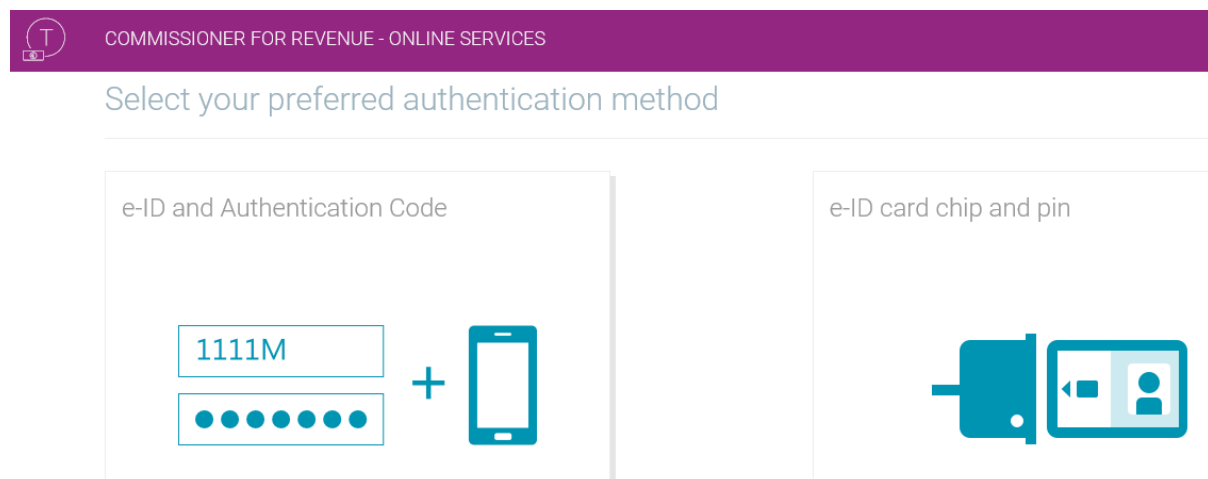 T
COMMISSIONER FOR REVENUE - ONLINE SERVICES
Select your preferred authentication method
e-ID and Authentication Code
e-ID card chip and pin
1111M
+